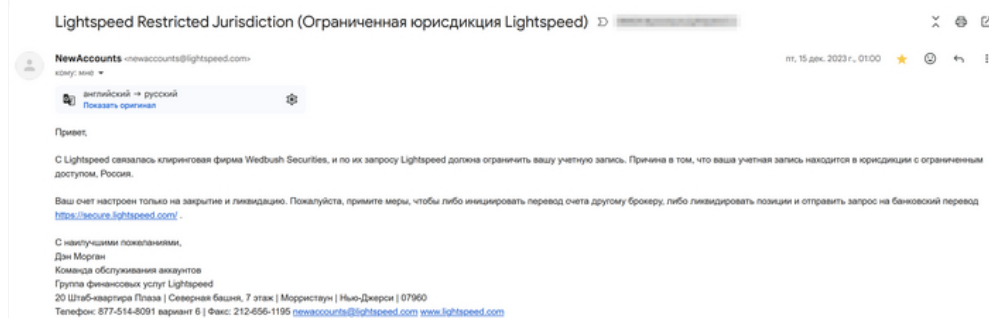 Lightspeed Restricted Jurisdiction (Ограниченная юрисдикция Lightspeed)
NewAccounts <newaccounts@lightspeed.com>
пт, 15 дек. 2023 г., 01:00
кому: мне
английский → русский
Показать оригинал
Привет,
С Lightspeed связалась клиринговая фирма Wedbush Securities, и по их запросу Lightspeed должна ограничить вашу учетную запись. Причина в том, что ваша учетная запись находится в юрисдикции с ограниченным
доступом, Россия.
Ваш счет настроен только на закрытие и ликвидацию. Пожалуйста, примите меры, чтобы либо инициировать перевод счета другому брокеру, либо ликвидировать позиции и отправить запрос на банковский перевод
https://secure.lightspeed.com/ .
С наилучшими пожеланиями,
Дэн Морган
Команда обслуживания аккаунтов
Группа финансовых услуг Lightspeed
20 Штаб-квартира Плаза | Северная башня, 7 этаж | Морристаун | Нью-Джерси | 07960
Телефон: 877-514-8091 вариант 6 | Факс: 212-656-1195 newaccounts@lightspeed.com www.lightspeed.com